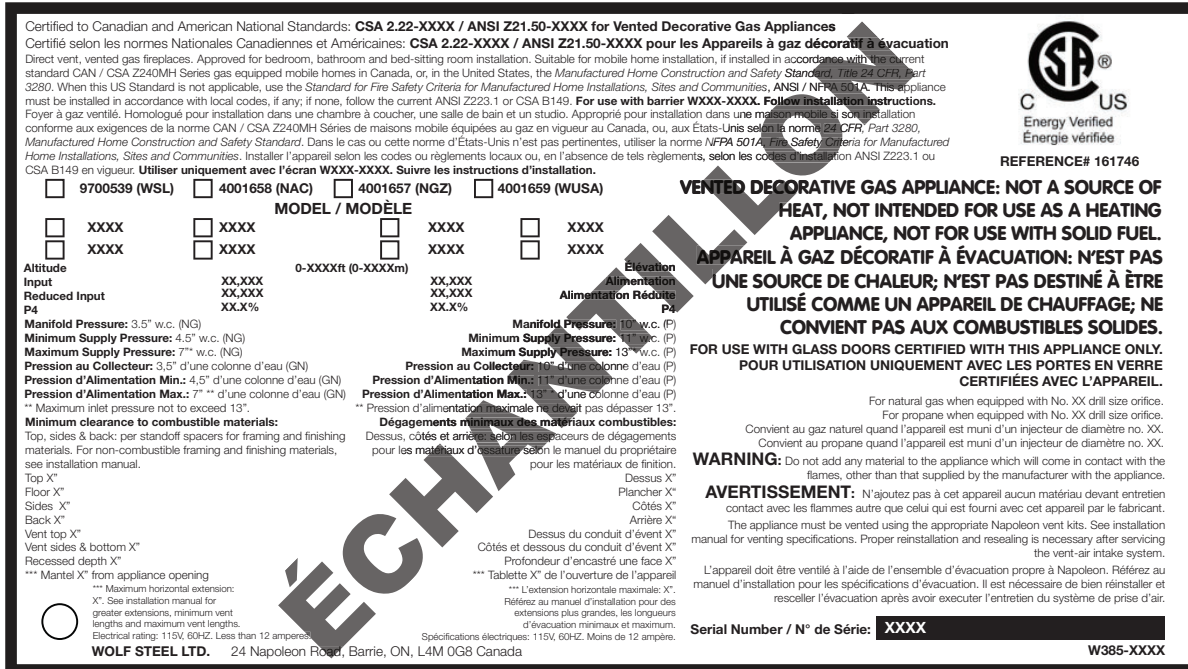 Certified to Canadian and American National Standards: CSA 2.22-XXXX / ANSI Z21.50-XXXX for Vented Decorative Gas Appliances
Certifié selon les normes Nationales Canadiennes et Américaines: CSA 2.22-XXXX / ANSI Z21.50-XXXX pour les Appareils à gaz décoratif à évacuation
Direct vent, vented gas fireplaces. Approved for bedroom, bathroom and bed-sitting room installation. Suitable for mobile home installation, if installed in accordance with the current
standard CAN / CSA Z240MH Series gas equipped mobile homes in Canada, or, in the United States, the Manufactured Home Construction and Safety Standard, Title 24 CFR, Part
3280. When this US Standard is not applicable, use the Standard for Fire Safety Criteria for Manufactured Home Installations, Sites and Communities, ANSI / NFPA 501A. This appliance
must be installed in accordance with local codes, if any; if none, follow the current ANSI Z223.1 or CSA B149. For use with barrier WXXX-XXXX. Follow installation instructions.
Foyer à gaz ventilé. Homologué pour installation dans une chambre à coucher, une salle de bain et un studio. Approprié pour installation dans une maison mobile si son installation
conforme aux exigences de la norme CAN / CSA Z240MH Séries de maisons mobile équipées au gaz en vigueur au Canada, ou, aux États-Unis selon la norme 24 CFR, Part 3280,
Manufactured Home Construction and Safety Standard. Dans le cas ou cette norme d'États-Unis n'est pas pertinentes, utiliser la norme NFPA 501A, Fire Safety Criteria for Manufactured
Home Installations, Sites and Communities. Installer l'appareil selon les codes ou règlements locaux ou, en l'absence de tels règlements, selon les codes d'installation ANSI Z223.1 ou
CSA B149 en vigueur. Utiliser uniquement avec l'écran WXXX-XXXX. Suivre les instructions d'installation.
9700539 (WSL) 4001658 (NAC) 4001657 (NGZ) 4001659 (WUSA)
MODEL / MODÈLE
XXXX XXXX XXXX XXXX
XXXX XXXX XXXX XXXX
Altitude 0-XXXXft (0-XXXXm) Élévation
Input XX,XXX XX,XXX Alimentation
Reduced Input XX,XXX XX,XXX Alimentation Réduite
P4 XX.X% XX.X% P4
Manifold Pressure: 3.5" w.c. (NG)
Minimum Supply Pressure: 4.5" w.c. (NG)
Maximum Supply Pressure: 7"* w.c. (NG)
Pression au Collecteur: 3,5" d'une colonne d'eau (GN)
Pression d'Alimentation Min.: 4,5" d'une colonne d'eau (GN)
Pression d'Alimentation Max.: 7" ** d'une colonne d'eau (GN)
** Maximum inlet pressure not to exceed 13".
Minimum clearance to combustible materials:
Top, sides & back: per standoff spacers for framing and finishing
materials. For non-combustible framing and finishing materials,
see installation manual.
Top X"
Floor X"
Sides X"
Back X"
Vent top X"
Vent sides & bottom X"
Recessed depth X"
*** Mantel X" from appliance opening
*** Maximum horizontal extension:
X". See installation manual for
greater extensions, minimum vent
lengths and maximum vent lengths.
Electrical rating: 115V, 60HZ. Less than 12 amperes.
Manifold Pressure: 10" w.c. (P)
Minimum Supply Pressure: 11" w.c. (P)
Maximum Supply Pressure: 13"* w.c. (P)
Pression au Collecteur: 10" d'une colonne d'eau (P)
Pression d'Alimentation Min.: 11" d'une colonne d'eau (P)
Pression d'Alimentation Max.: 13" * d'une colonne d'eau (P)
** Pression d'alimentation maximale ne devait pas dépasser 13".
Dégagements minimaux des matériaux combustibles:
Dessus, côtés et arrière: selon les espaceurs de dégagements
pour les matériaux d'ossature selon le manuel du propriétaire
pour les matériaux de finition.
Dessus X"
Plancher X"
Côtés X"
Arrière X"
Dessus du conduit d'évent X"
Côtés et dessous du conduit d'évent X"
Profondeur d'encastré une face X"
*** Tablette X" de l'ouverture de l'appareil
*** L'extension horizontale maximale: X".
Référez au manuel d'installation pour des
extensions plus grandes, les longueurs
d'évacuation minimaux et maximum.
Spécifications électriques: 115V, 60HZ. Moins de 12 ampère.
WOLF STEEL LTD. 24 Napoleon Road, Barrie, ON, L4M 0G8 Canada
ÉCHANTILLON
CSA ®
C US
Energy Verified
Énergie vérifiée
REFERENCE# 161746
VENTED DECORATIVE GAS APPLIANCE: NOT A SOURCE OF
HEAT, NOT INTENDED FOR USE AS A HEATING
APPLIANCE, NOT FOR USE WITH SOLID FUEL.
APPAREIL À GAZ DÉCORATIF À ÉVACUATION: N'EST PAS
UNE SOURCE DE CHALEUR; N'EST PAS DESTINÉ À ÈTRE
UTILISÉ COMME UN APPAREIL DE CHAUFFAGE; NE
CONVIENT PAS AUX COMBUSTIBLES SOLIDES.
FOR USE WITH GLASS DOORS CERTIFIED WITH THIS APPLIANCE ONLY.
POUR UTILISATION UNIQUEMENT AVEC LES PORTES EN VERRE
CERTIFIÉES AVEC L'APPAREIL.
For natural gas when equipped with No. XX drill size orifice.
For propane when equipped with No. XX drill size orifice.
Convient au gaz naturel quand l'appareil est muni d'un injecteur de diamètre no. XX.
Convient au propane quand l'appareil est muni d'un injecteur de diamètre no. XX.
WARNING: Do not add any material to the appliance which will come in contact with the
flames, other than that supplied by the manufacturer with the appliance.
AVERTISSEMENT: N'ajoutez pas à cet appareil aucun matériau devant entretien
contact avec les flammes autre que celui qui est fourni avec cet appareil par le fabricant.
The appliance must be vented using the appropriate Napoleon vent kits. See installation
manual for venting specifications. Proper reinstallation and resealing is necessary after servicing
the vent-air intake system.
L'appareil doit être ventilé à l'aide de l'ensemble d'évacuation propre à Napoleon. Référez au
manuel d'installation pour les spécifications d'évacuation. Il est nécessaire de bien réinstaller et
resceller l'évacuation après avoir executer l'entretien du système de prise d'air.
Serial Number / N° de Série: XXXX
W385-XXXX